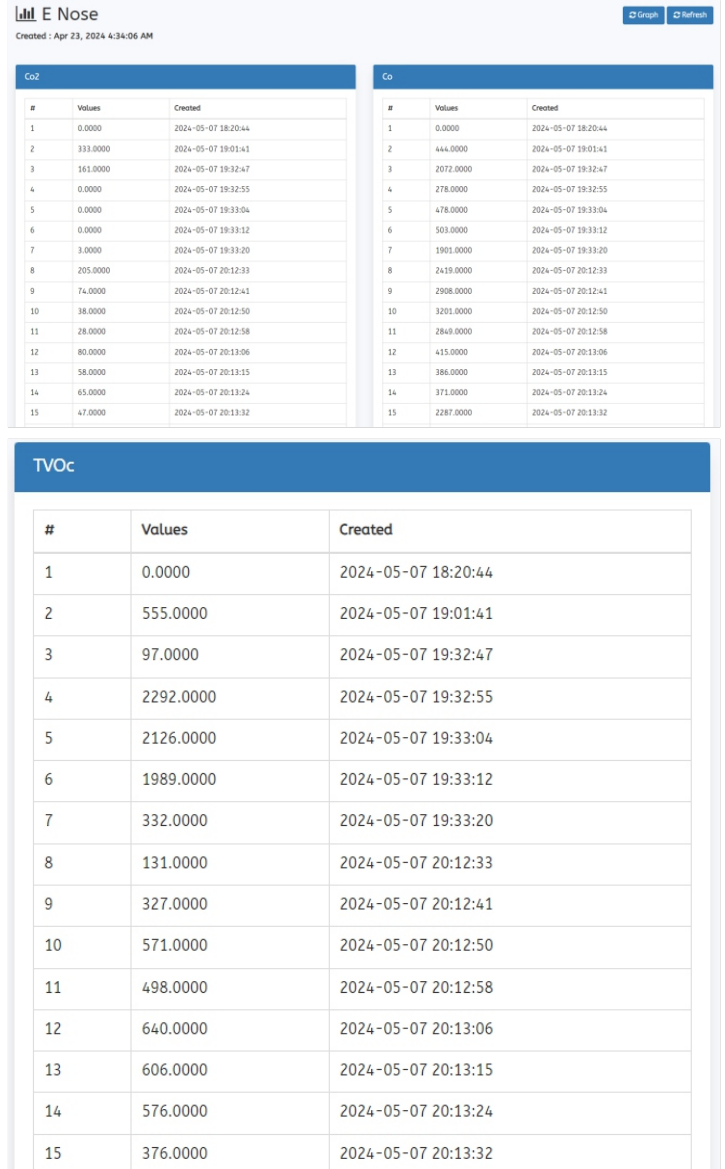 E Nose
Graph Refresh
Created : Apr 23, 2024 4:34:06 AM
Co2
# Values Created
1 0.0000 2024-05-07 18:20:44
2 333.0000 2024-05-07 19:01:41
3 161.0000 2024-05-07 19:32:47
4 0.0000 2024-05-07 19:32:55
5 0.0000 2024-05-07 19:33:04
6 0.0000 2024-05-07 19:33:12
7 3.0000 2024-05-07 19:33:20
8 205.0000 2024-05-07 20:12:33
9 74.0000 2024-05-07 20:12:41
10 38.0000 2024-05-07 20:12:50
11 28.0000 2024-05-07 20:12:58
12 80.0000 2024-05-07 20:13:06
13 58.0000 2024-05-07 20:13:15
14 65.0000 2024-05-07 20:13:24
15 47.0000 2024-05-07 20:13:32
Co
# Values Created
1 0.0000 2024-05-07 18:20:44
2 444.0000 2024-05-07 19:01:41
3 2072.0000 2024-05-07 19:32:47
4 278.0000 2024-05-07 19:32:55
5 478.0000 2024-05-07 19:33:04
6 503.0000 2024-05-07 19:33:12
7 1901.0000 2024-05-07 19:33:20
8 2419.0000 2024-05-07 20:12:33
9 2908.0000 2024-05-07 20:12:41
10 3201.0000 2024-05-07 20:12:50
11 2849.0000 2024-05-07 20:12:58
12 415.0000 2024-05-07 20:13:06
13 386.0000 2024-05-07 20:13:15
14 371.0000 2024-05-07 20:13:24
15 2287.0000 2024-05-07 20:13:32
TVOc
# Values Created
1 0.0000 2024-05-07 18:20:44
2 555.0000 2024-05-07 19:01:41
3 97.0000 2024-05-07 19:32:47
4 2292.0000 2024-05-07 19:32:55
5 2126.0000 2024-05-07 19:33:04
6 1989.0000 2024-05-07 19:33:12
7 332.0000 2024-05-07 19:33:20
8 131.0000 2024-05-07 20:12:33
9 327.0000 2024-05-07 20:12:41
10 571.0000 2024-05-07 20:12:50
11 498.0000 2024-05-07 20:12:58
12 640.0000 2024-05-07 20:13:06
13 606.0000 2024-05-07 20:13:15
14 576.0000 2024-05-07 20:13:24
15 376.0000 2024-05-07 20:13:32